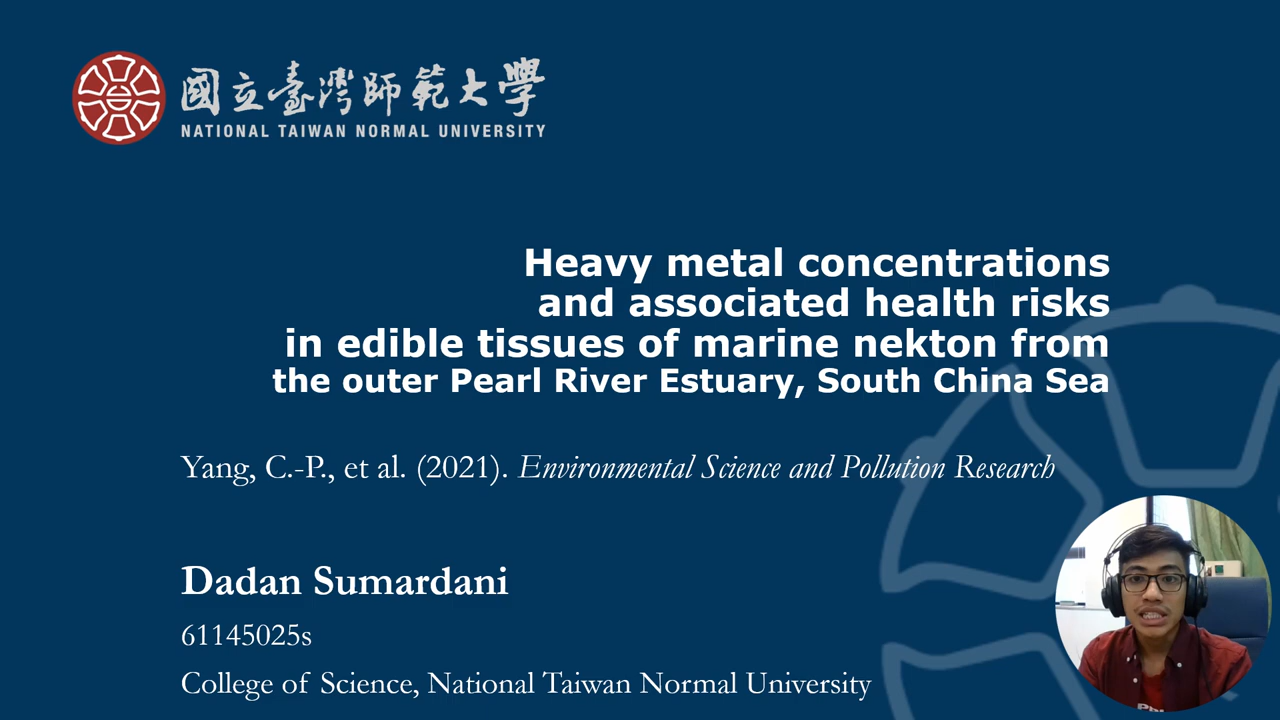 國立臺灣師範大學
NATIONAL TAIWAN NORMAL UNIVERSITY
Heavy metal concentrations
and associated health risks
in edible tissues of marine nekton from
the outer Pearl River Estuary, South China Sea
Yang, C.-P., et al. (2021). Environmental Science and Pollution Research
Dadan Sumardani
61145025s
College of Science, National Taiwan Normal University